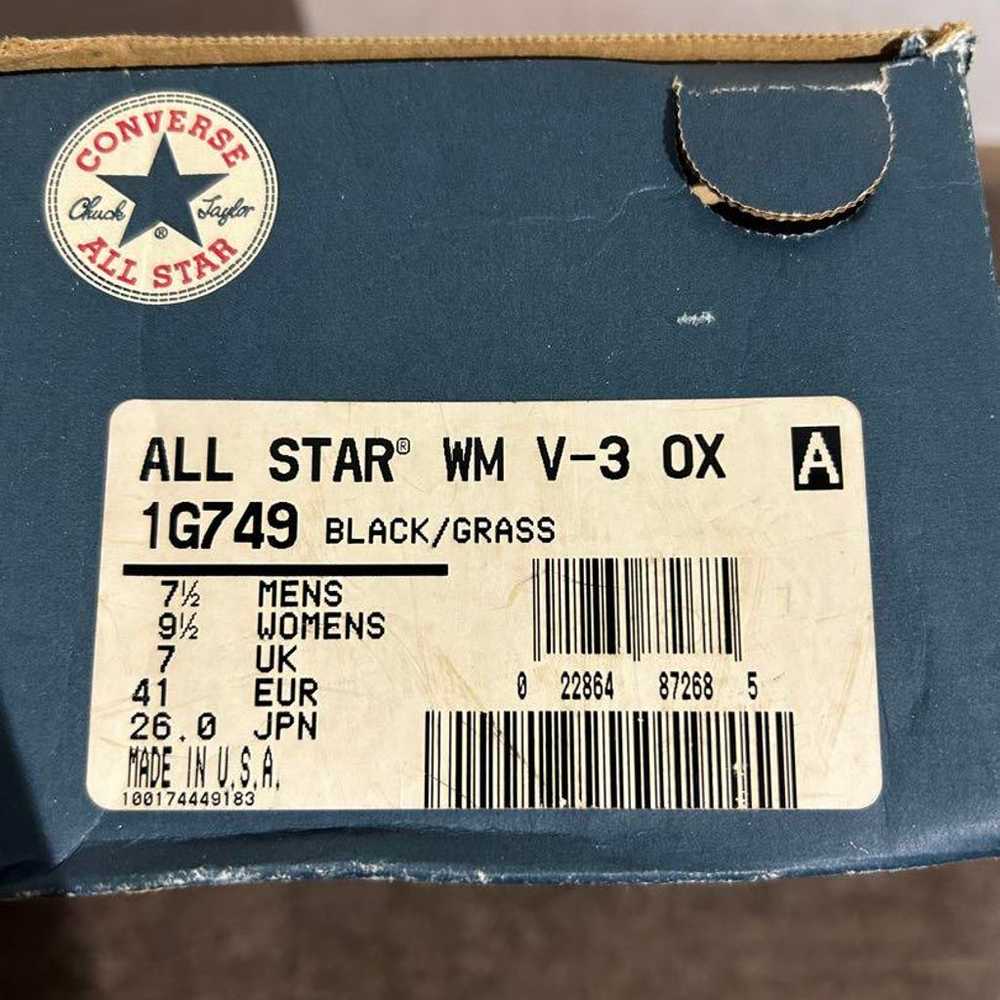 CONVERSE
Chuck Taylor
®
ALL STAR
ALL STAR® WM V-3 OX A
1G749 BLACK/GRASS
7½ MENS
9½ WOMENS
7 UK
41 EUR
26.0 JPN
MADE IN U.S.A.
100174449183
0 22864 87268 5